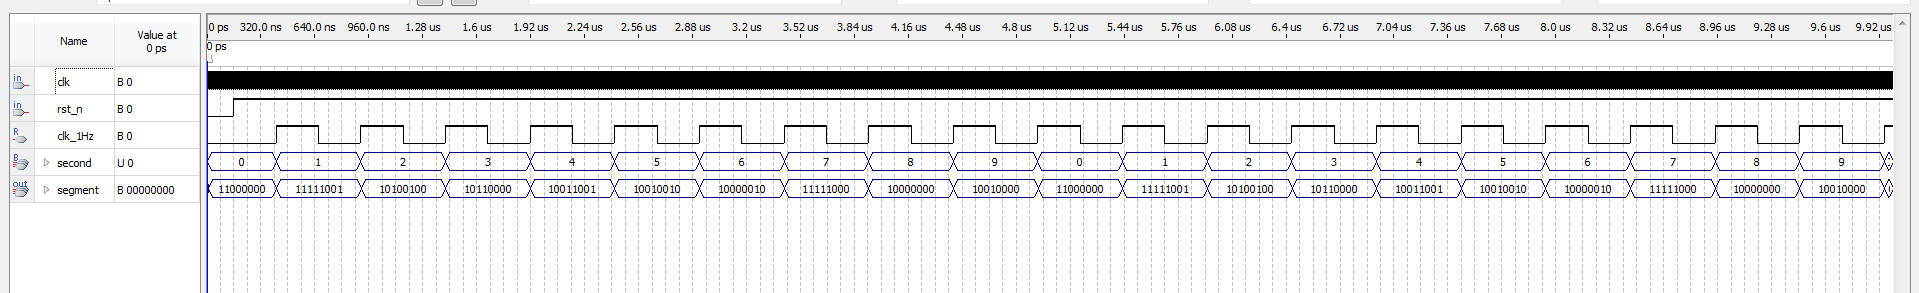 0 ps 320.0 ns 640.0 ns 960.0 ns 1.28 us 1.6 us 1.92 us 2.24 us 2.56 us 2.88 us 3.2 us 3.52 us 3.84 us 4.16 us 4.48 us 4.8 us 5.12 us 5.44 us 5.76 us 6.08 us 6.4 us 6.72 us 7.04 us 7.36 us 7.68 us 8.0 us 8.32 us 8.64 us 8.96 us 9.28 us 9.6 us 9.92 us
Name Value at
0 ps
0 ps
in clk B 0
in rst_n B 0
R clk_1Hz B 0
B second U 0 0 1 2 3 4 5 6 7 8 9 0 1 2 3 4 5 6 7 8 9
out segment B 00000000 11000000 11111001 10100100 10110000 10011001 10010010 10000010 11111000 10000000 10010000 11000000 11111001 10100100 10110000 10011001 10010010 10000010 11111000 10000000 10010000